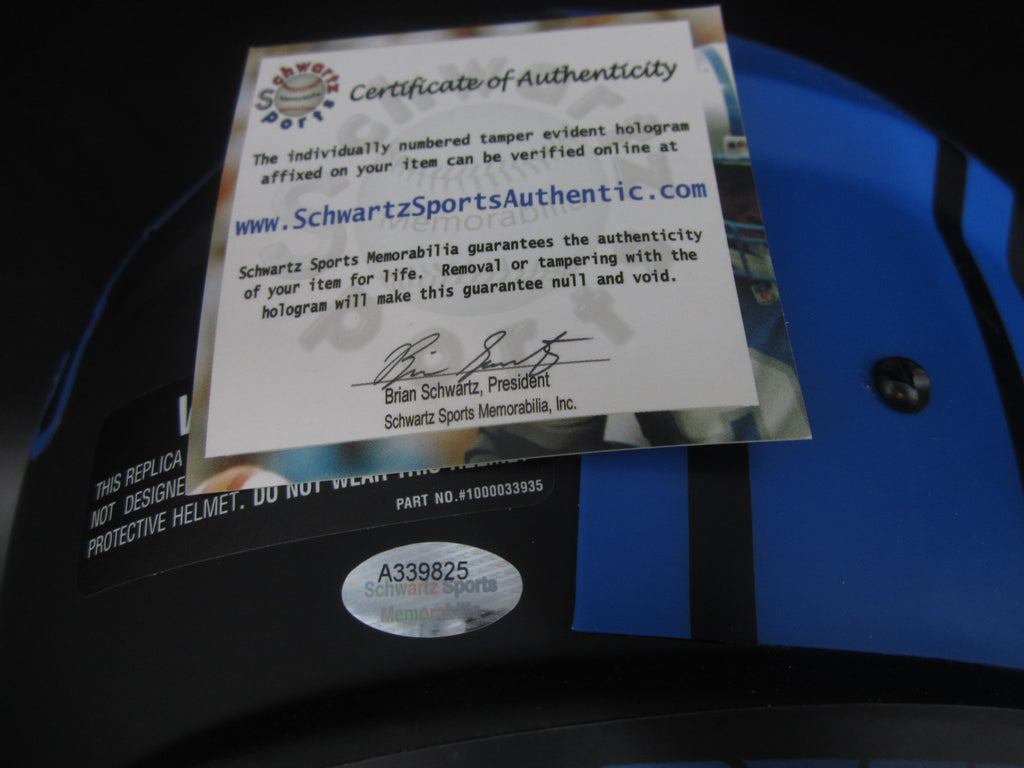 Schwartz
Sports
Certificate of Authenticity
The individually numbered tamper evident hologram
affixed on your item can be verified online at
www.SchwartzSportsAuthentic.com
Schwartz Sports Memorabilia guarantees the authenticity
of your item for life. Removal or tampering with the
hologram will make this guarantee null and void.
Brian Schwartz, President
Schwartz Sports Memorabilia, Inc.
THIS REPLICA
NOT DESIGNE
PROTECTIVE HELMET. DO NOT WEAR THIS HELMET
PART NO.#1000033935
A339825
Schwartz Sports
Memorabilia